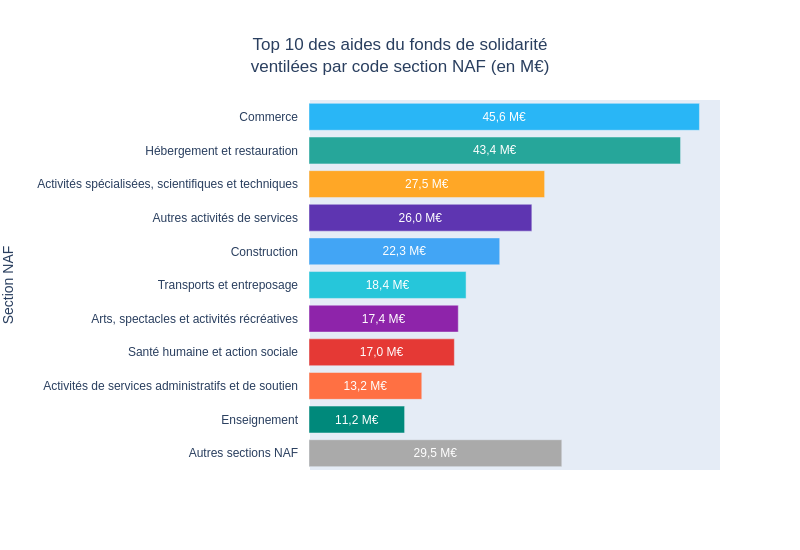 Top 10 des aides du fonds de solidarité
ventilées par code section NAF (en M€)
Section NAF
Commerce 45,6 M€
Hébergement et restauration 43,4 M€
Activités spécialisées, scientifiques et techniques 27,5 M€
Autres activités de services 26,0 M€
Construction 22,3 M€
Transports et entreposage 18,4 M€
Arts, spectacles et activités récréatives 17,4 M€
Santé humaine et action sociale 17,0 M€
Activités de services administratifs et de soutien 13,2 M€
Enseignement 11,2 M€
Autres sections NAF 29,5 M€